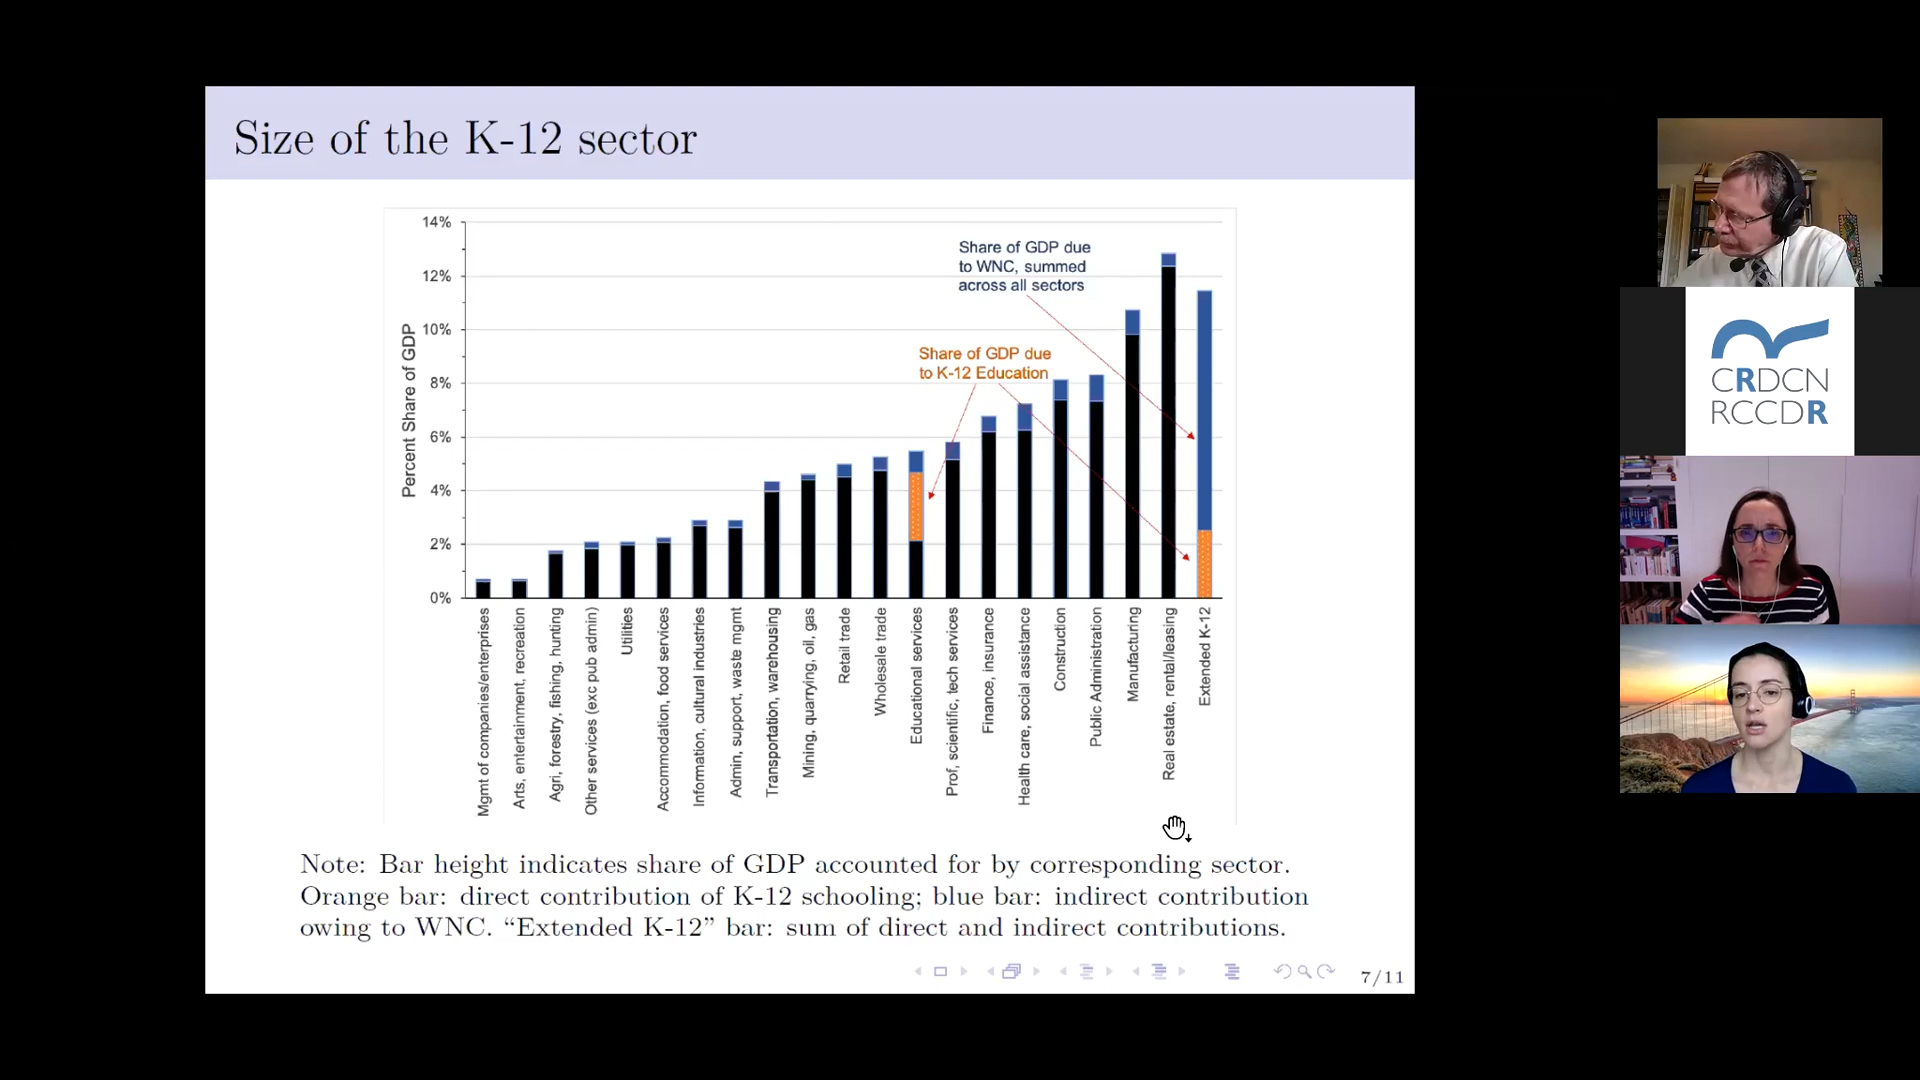 Size of the K-12 sector
14%
12%
10%
8%
6%
4%
2%
0%
Percent Share of GDP
Share of GDP due
to WNC, summed
across all sectors
Share of GDP due
to K-12 Education
Mgmt of companies/enterprises
Arts, entertainment, recreation
Agri, forestry, fishing, hunting
Other services (exc pub admin)
Utilities
Accommodation, food services
Information, cultural industries
Admin, support, waste mgmt
Transportation, warehousing
Mining, quarrying, oil, gas
Retail trade
Wholesale trade
Educational services
Prof, scientific, tech services
Finance, insurance
Health care, social assistance
Construction
Public Administration
Manufacturing
Real estate, rental/leasing
Extended K-12
Note: Bar height indicates share of GDP accounted for by corresponding sector.
Orange bar: direct contribution of K-12 schooling; blue bar: indirect contribution
owing to WNC. “Extended K-12” bar: sum of direct and indirect contributions.
7/11
CRDCN
RCCDR